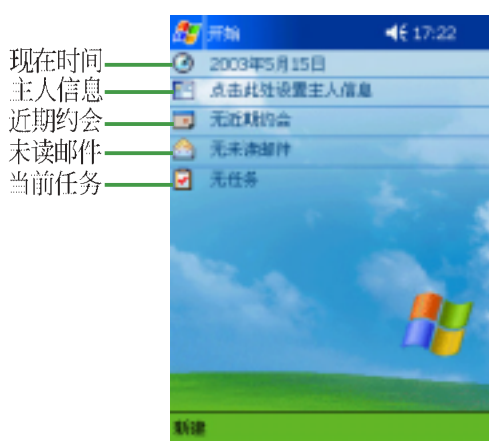 开始 17:22
现在时间 2003年5月15日
主人信息 点击此处设置主人信息
近期约会 无近期约会
未读邮件 无未读邮件
当前任务 无任务
新建